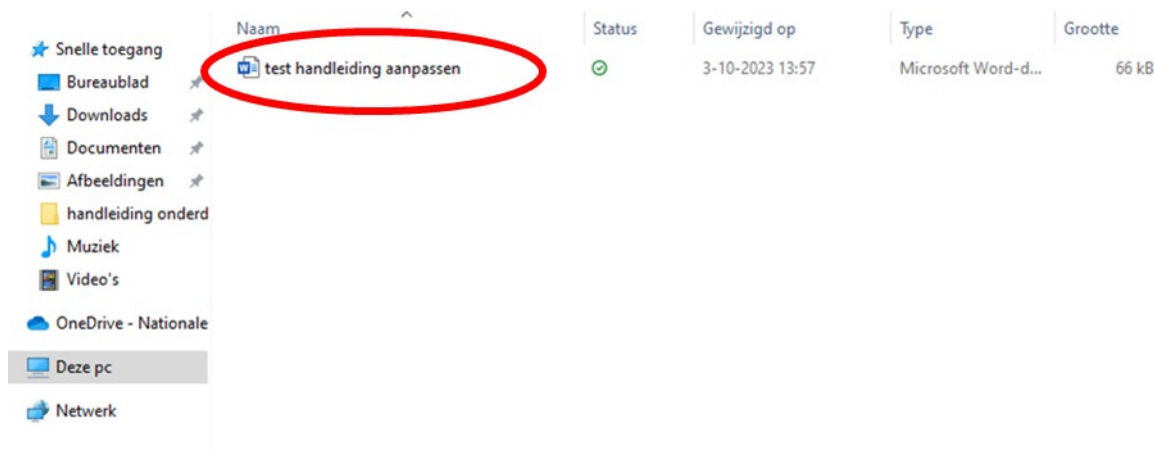 Naam Status Gewijzigd op Type Grootte
test handleiding aanpassen 3-10-2023 13:57 Microsoft Word-d... 66 kB
Snelle toegang
Bureaublad
Downloads
Documenten
Afbeeldingen
handleiding onderd
Muziek
Video's
OneDrive - Nationale
Deze pc
Netwerk